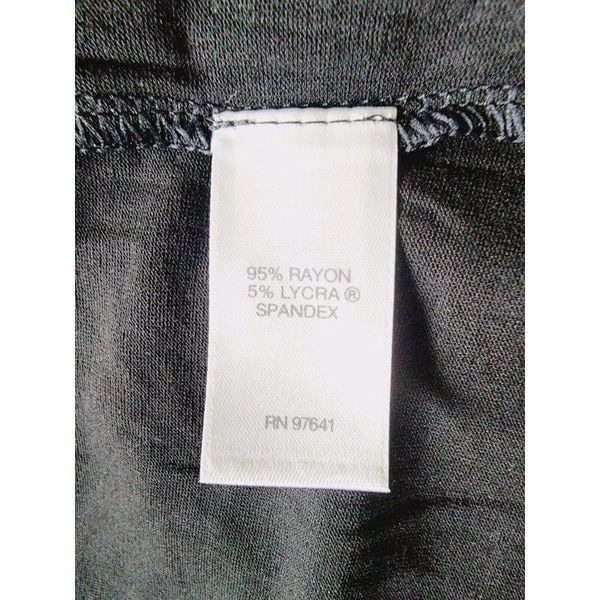 95% RAYON
5% LYCRA ®
SPANDEX
RN 97641